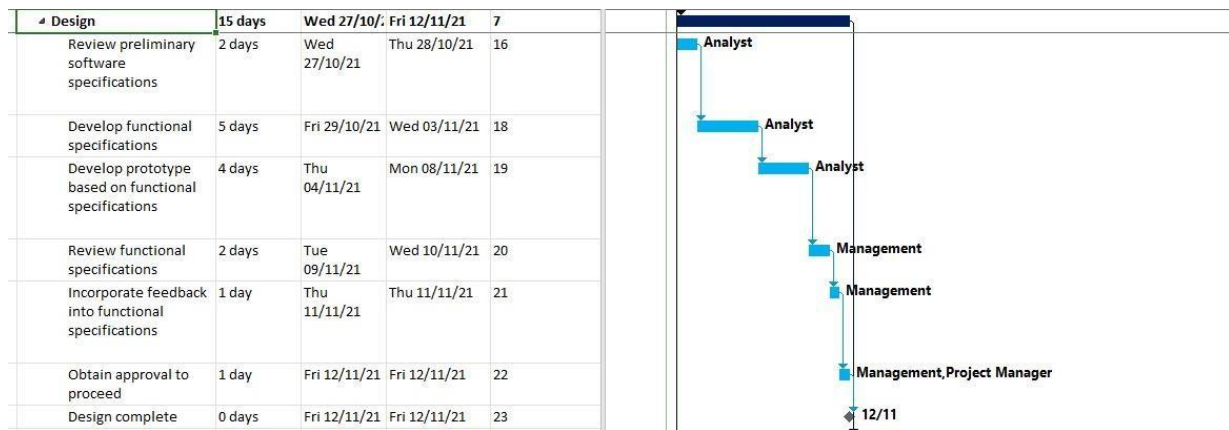 Design 15 days Wed 27/10/ Fri 12/11/21 7
Review preliminary 2 days Wed Thu 28/10/21 16 Analyst
software 27/10/21
specifications
Develop functional 5 days Fri 29/10/21 Wed 03/11/21 18 Analyst
specifications
Develop prototype 4 days Thu Mon 08/11/21 19 Analyst
based on functional 04/11/21
specifications
Review functional 2 days Tue Wed 10/11/21 20 Management
specifications 09/11/21
Incorporate feedback 1 day Thu Thu 11/11/21 21 Management
into functional 11/11/21
specifications
Obtain approval to 1 day Fri 12/11/21 Fri 12/11/21 22 Management,Project Manager
proceed
Design complete 0 days Fri 12/11/21 Fri 12/11/21 23 12/11